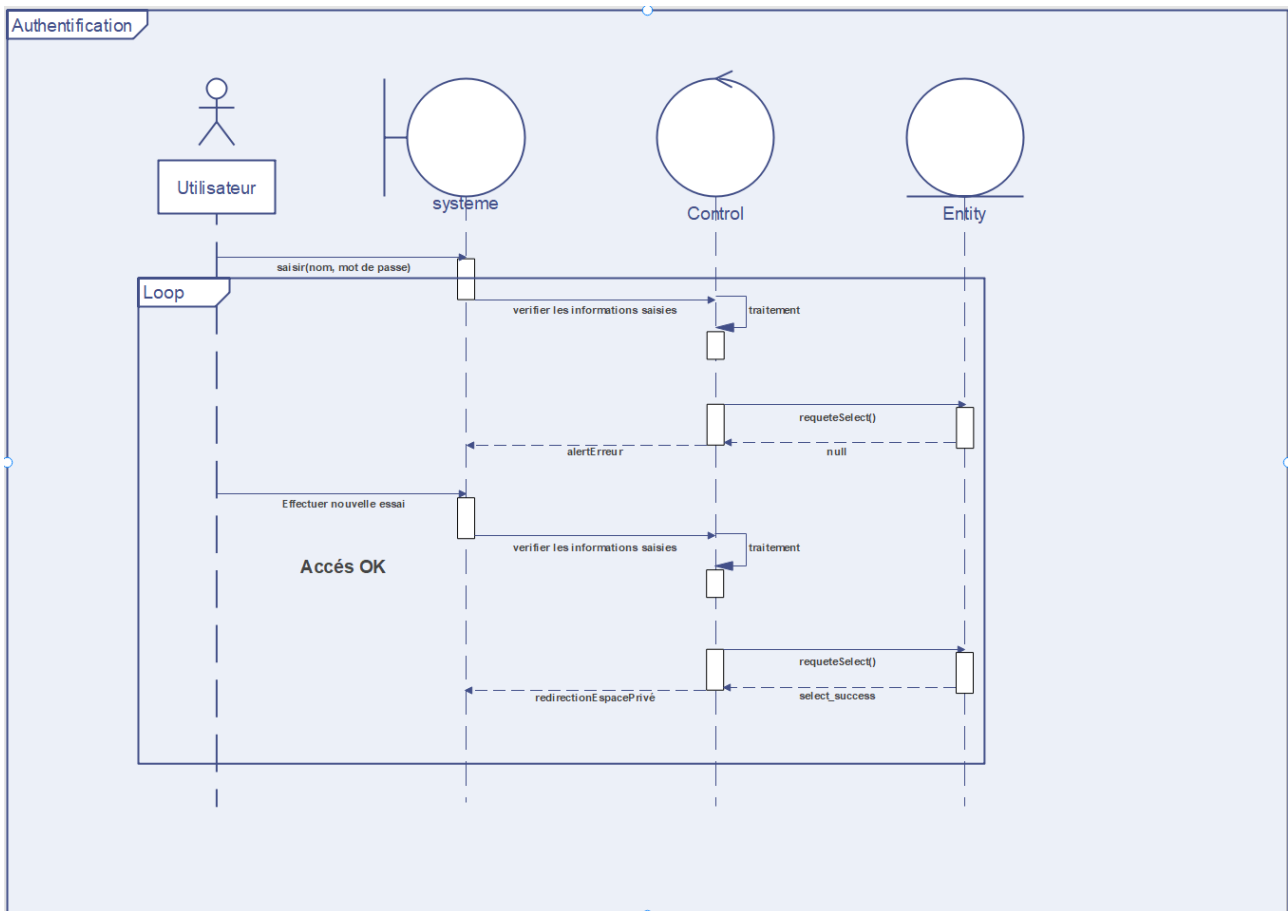 Authentification
Utilisateur
systeme
Control
Entity
saisir(nom, mot de passe)
Loop
verifier les informations saisies
traitement
requeteSelect()
alertErreur
null
Effectuer nouvelle essai
verifier les informations saisies
traitement
Accés OK
requeteSelect()
redirectionEspacePrivé
select_success